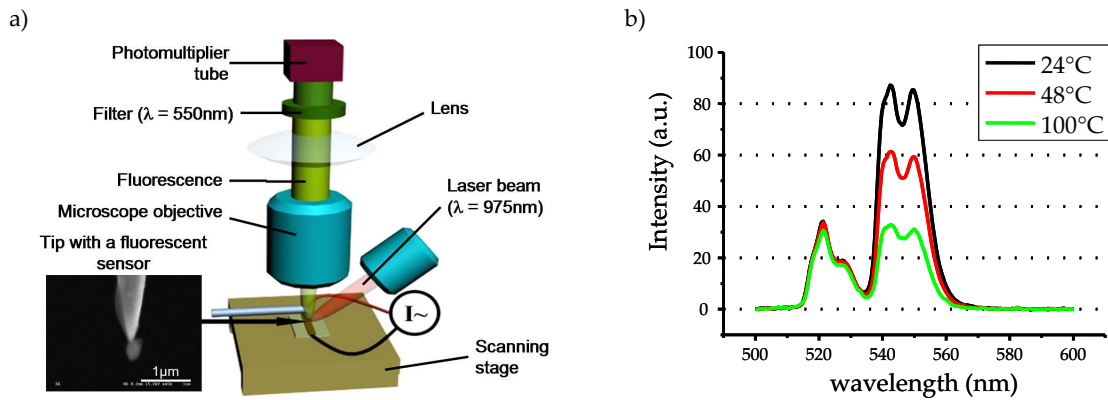 a)
Photomultiplier
tube
Filter (λ = 550nm)
Lens
Fluorescence
Laser beam
(λ = 975nm)
Microscope objective
Tip with a fluorescent
sensor
I~
1μm
Scanning
stage
b)
24°C
48°C
100°C
Intensity (a.u.)
100
80
60
40
20
0
500 520 540 560 580 600
wavelength (nm)